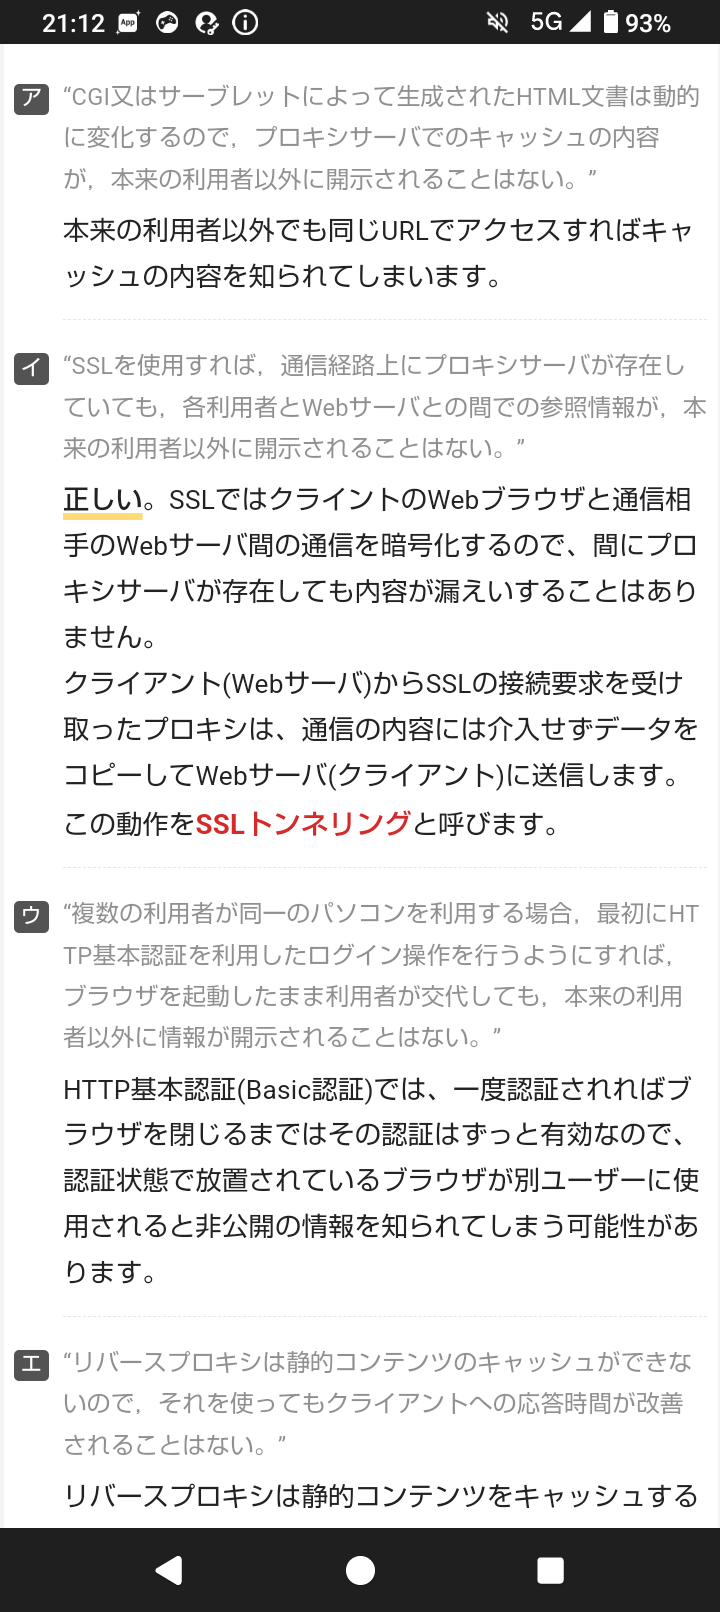 21:12 App 5G 93%
ア “CGI又はサーブレットによって生成されたHTML文書は動的
に変化するので，プロキシサーバでのキャッシュの内容
が，本来の利用者以外に開示されることはない。”
本来の利用者以外でも同じURLでアクセスすればキャ
ッシュの内容を知られてしまいます。
イ “SSLを使用すれば，通信経路上にプロキシサーバが存在し
ていても，各利用者とWebサーバとの間での参照情報が，本
来の利用者以外に開示されることはない。”
正しい。SSLではクライントのWebブラウザと通信相
手のWebサーバ間の通信を暗号化するので、間にプロ
キシサーバが存在しても内容が漏えいすることはあり
ません。
クライアント(Webサーバ)からSSLの接続要求を受け
取ったプロキシは、通信の内容には介入せずデータを
コピーしてWebサーバ(クライアント)に送信します。
この動作をSSLトンネリングと呼びます。
ウ “複数の利用者が同一のパソコンを利用する場合，最初にHT
TP基本認証を利用したログイン操作を行うようにすれば，
ブラウザを起動したまま利用者が交代しても，本来の利用
者以外に情報が開示されることはない。”
HTTP基本認証(Basic認証)では、一度認証されればブ
ラウザを閉じるまではその認証はずっと有効なので、
認証状態で放置されているブラウザが別ユーザーに使
用されると非公開の情報を知られてしまう可能性があ
ります。
エ “リバースプロキシは静的コンテンツのキャッシュができな
いので，それを使ってもクライアントへの応答時間が改善
されることはない。”
リバースプロキシは静的コンテンツをキャッシュする